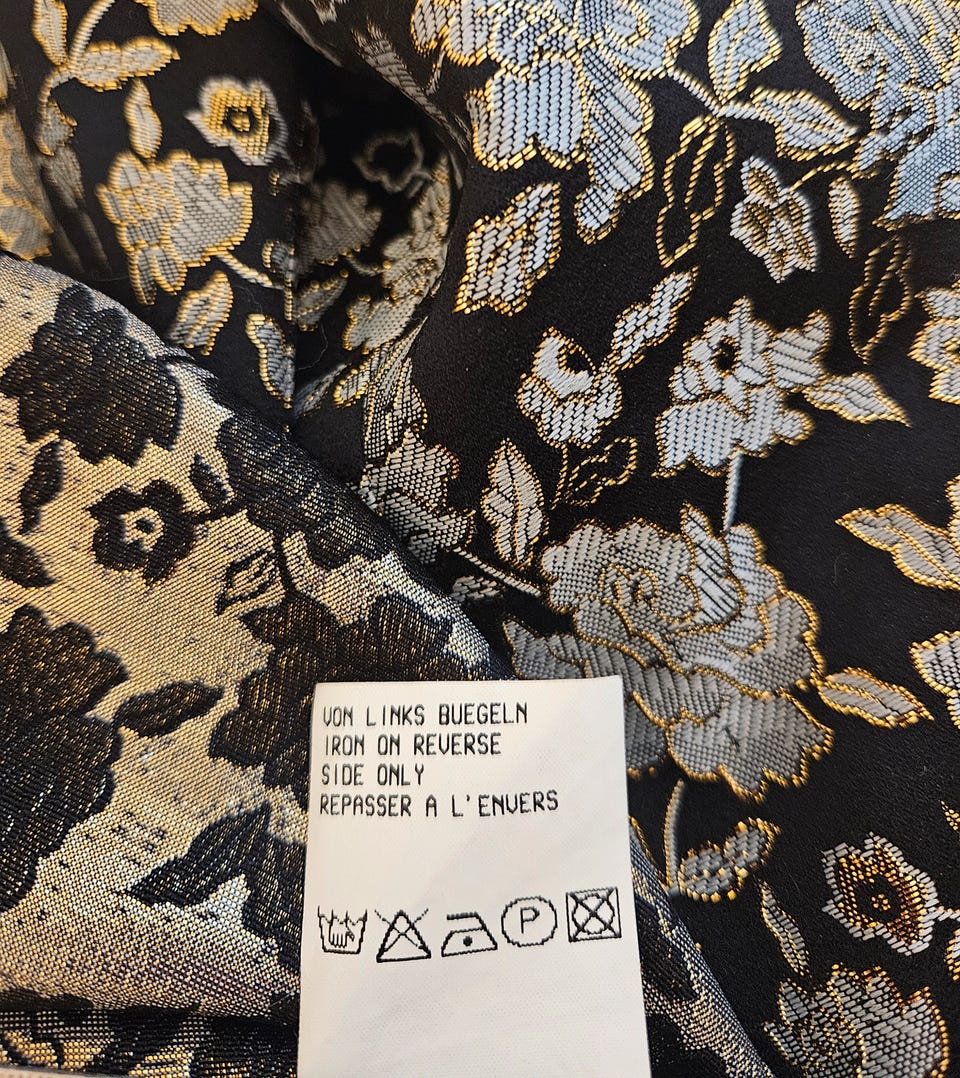 VON LINKS BUEGELN
IRON ON REVERSE
SIDE ONLY
REPASSER A L'ENVERS
P